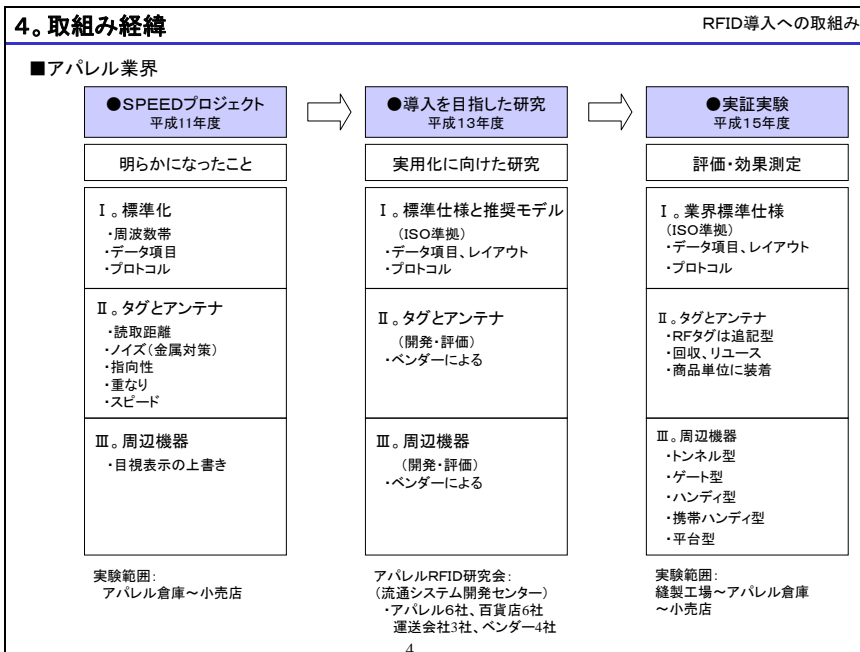 4。取組み経緯
RFID導入への取組み
■アパレル業界
●SPEEDプロジェクト
平成11年度
明らかになったこと
Ⅰ。標準化
・周波数帯
・データ項目
・プロトコル
Ⅱ。タグとアンテナ
・読取距離
・ノイズ(金属対策)
・指向性
・重なり
・スピード
Ⅲ。周辺機器
・目視表示の上書き
実験範囲:
アパレル倉庫～小売店
●導入を目指した研究
平成13年度
実用化に向けた研究
Ⅰ。標準仕様と推奨モデル
(ISO準拠)
・データ項目、レイアウト
・プロトコル
Ⅱ。タグとアンテナ
(開発・評価)
・ベンダーによる
Ⅲ。周辺機器
(開発・評価)
・ベンダーによる
アパレルRFID研究会:
(流通システム開発センター)
・アパレル6社、百貨店6社
運送会社3社、ベンダー4社
●実証実験
平成15年度
評価・効果測定
Ⅰ。業界標準仕様
(ISO準拠)
・データ項目、レイアウト
・プロトコル
Ⅱ。タグとアンテナ
・RFタグは追記型
・回収、リユース
・商品単位に装着
Ⅲ。周辺機器
・トンネル型
・ゲート型
・ハンディ型
・携帯ハンディ型
・平台型
実験範囲:
縫製工場～アパレル倉庫
～小売店
4